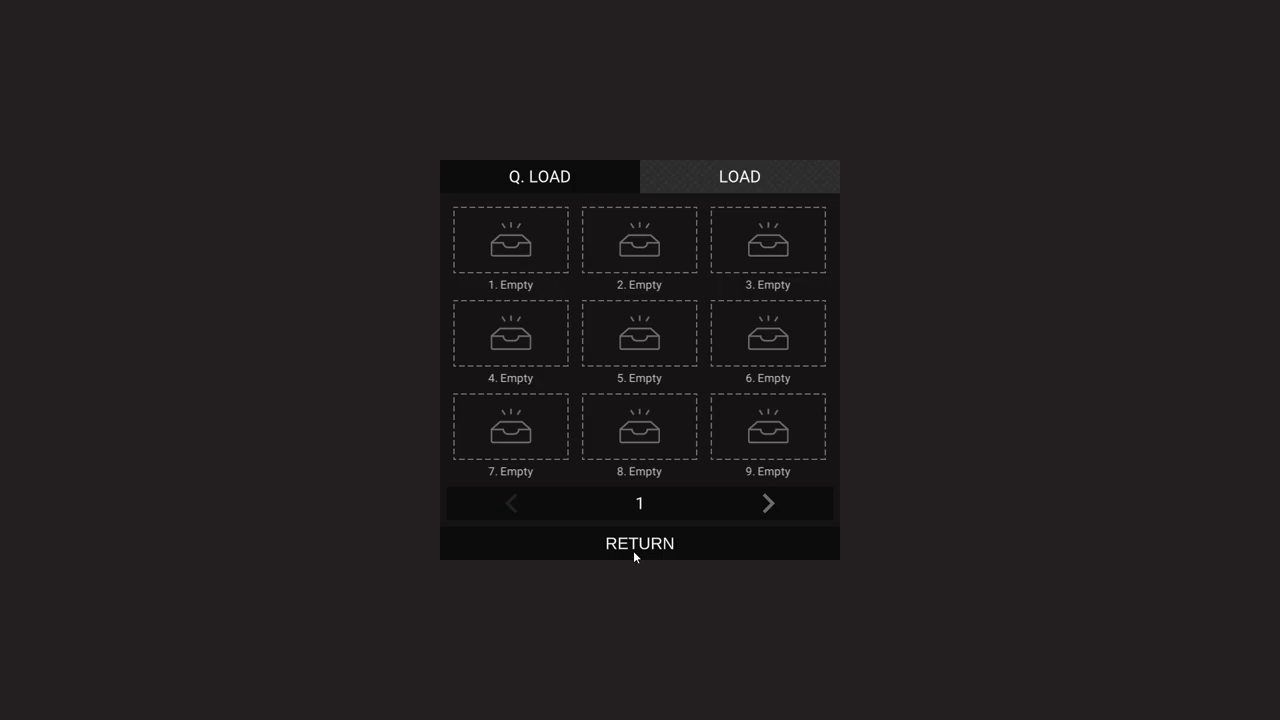 Q. LOAD LOAD
1. Empty 2. Empty 3. Empty
4. Empty 5. Empty 6. Empty
7. Empty 8. Empty 9. Empty
1
RETURN